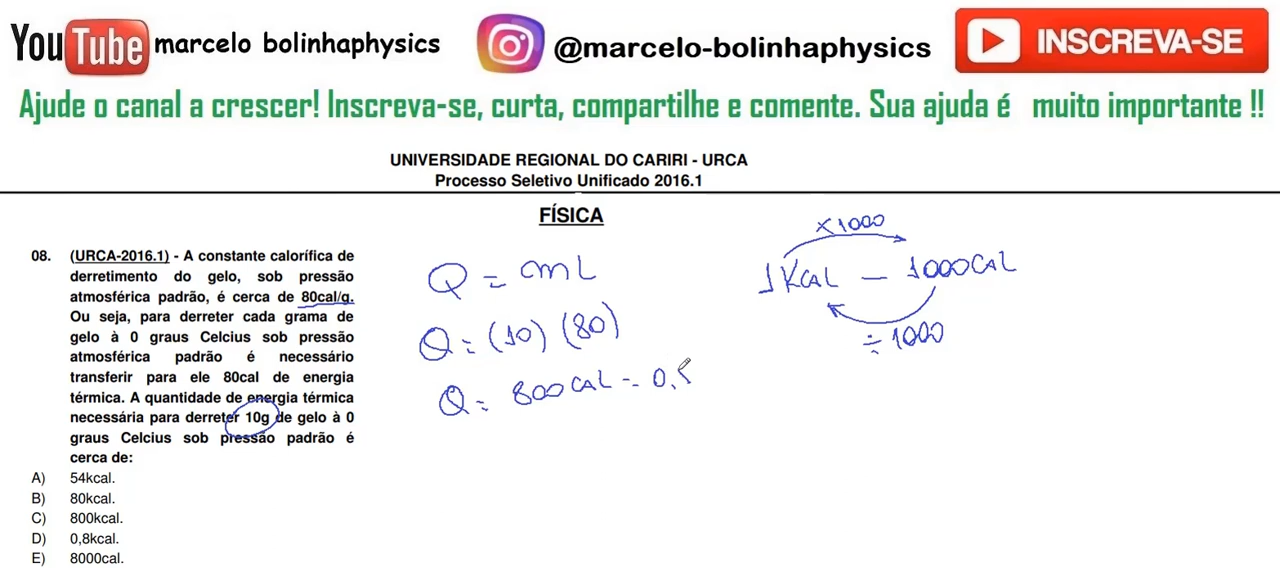 YouTube marcelo bolinhaphysics @marcelo-bolinhaphysics INSCREVA-SE
Ajude o canal a crescer! Inscreva-se, curta, compartilhe e comente. Sua ajuda é muito importante !!
UNIVERSIDADE REGIONAL DO CARIRI - URCA
Processo Seletivo Unificado 2016.1
FÍSICA
08. (URCA-2016.1) - A constante calorífica de
derretimento do gelo, sob pressão
atmosférica padrão, é cerca de 80cal/g.
Ou seja, para derreter cada grama de
gelo à 0 graus Celcius sob pressão
atmosférica padrão é necessário
transferir para ele 80cal de energia
térmica. A quantidade de energia térmica
necessária para derreter 10g de gelo à 0
graus Celcius sob pressão padrão é
cerca de:
A) 54kcal.
B) 80kcal.
C) 800kcal.
D) 0,8kcal.
E) 8000cal.
Q = mL
Q = (10) (80)
Q = 800 CAL = 0,
×1000
1 KCAL — 1000 CAL
÷ 1000